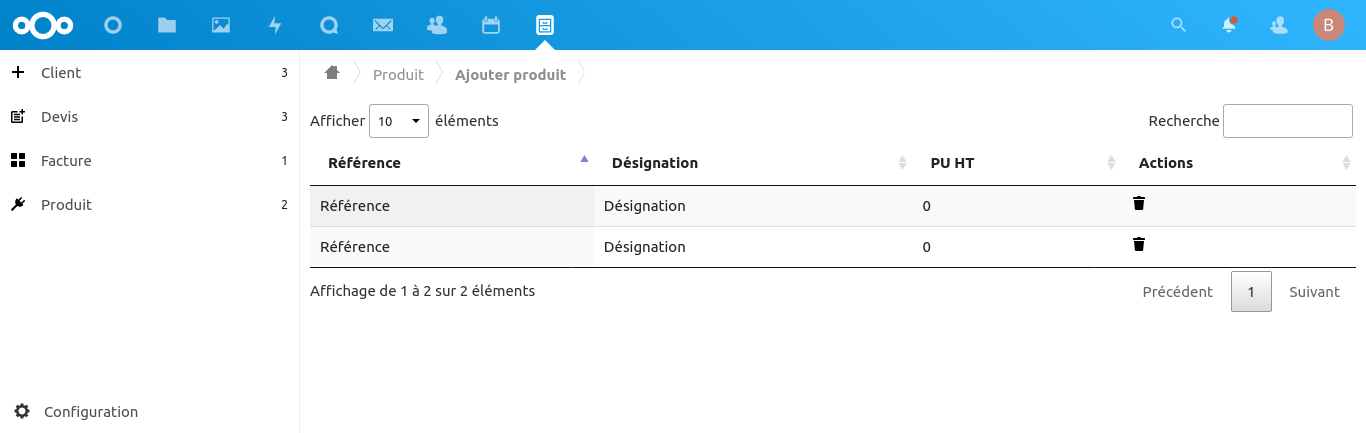 B
Client 3
Devis 3
Facture 1
Produit 2
Configuration
Produit Ajouter produit
Afficher 10 éléments Recherche
Référence Désignation PU HT Actions
Référence Désignation 0
Référence Désignation 0
Affichage de 1 à 2 sur 2 éléments Précédent 1 Suivant